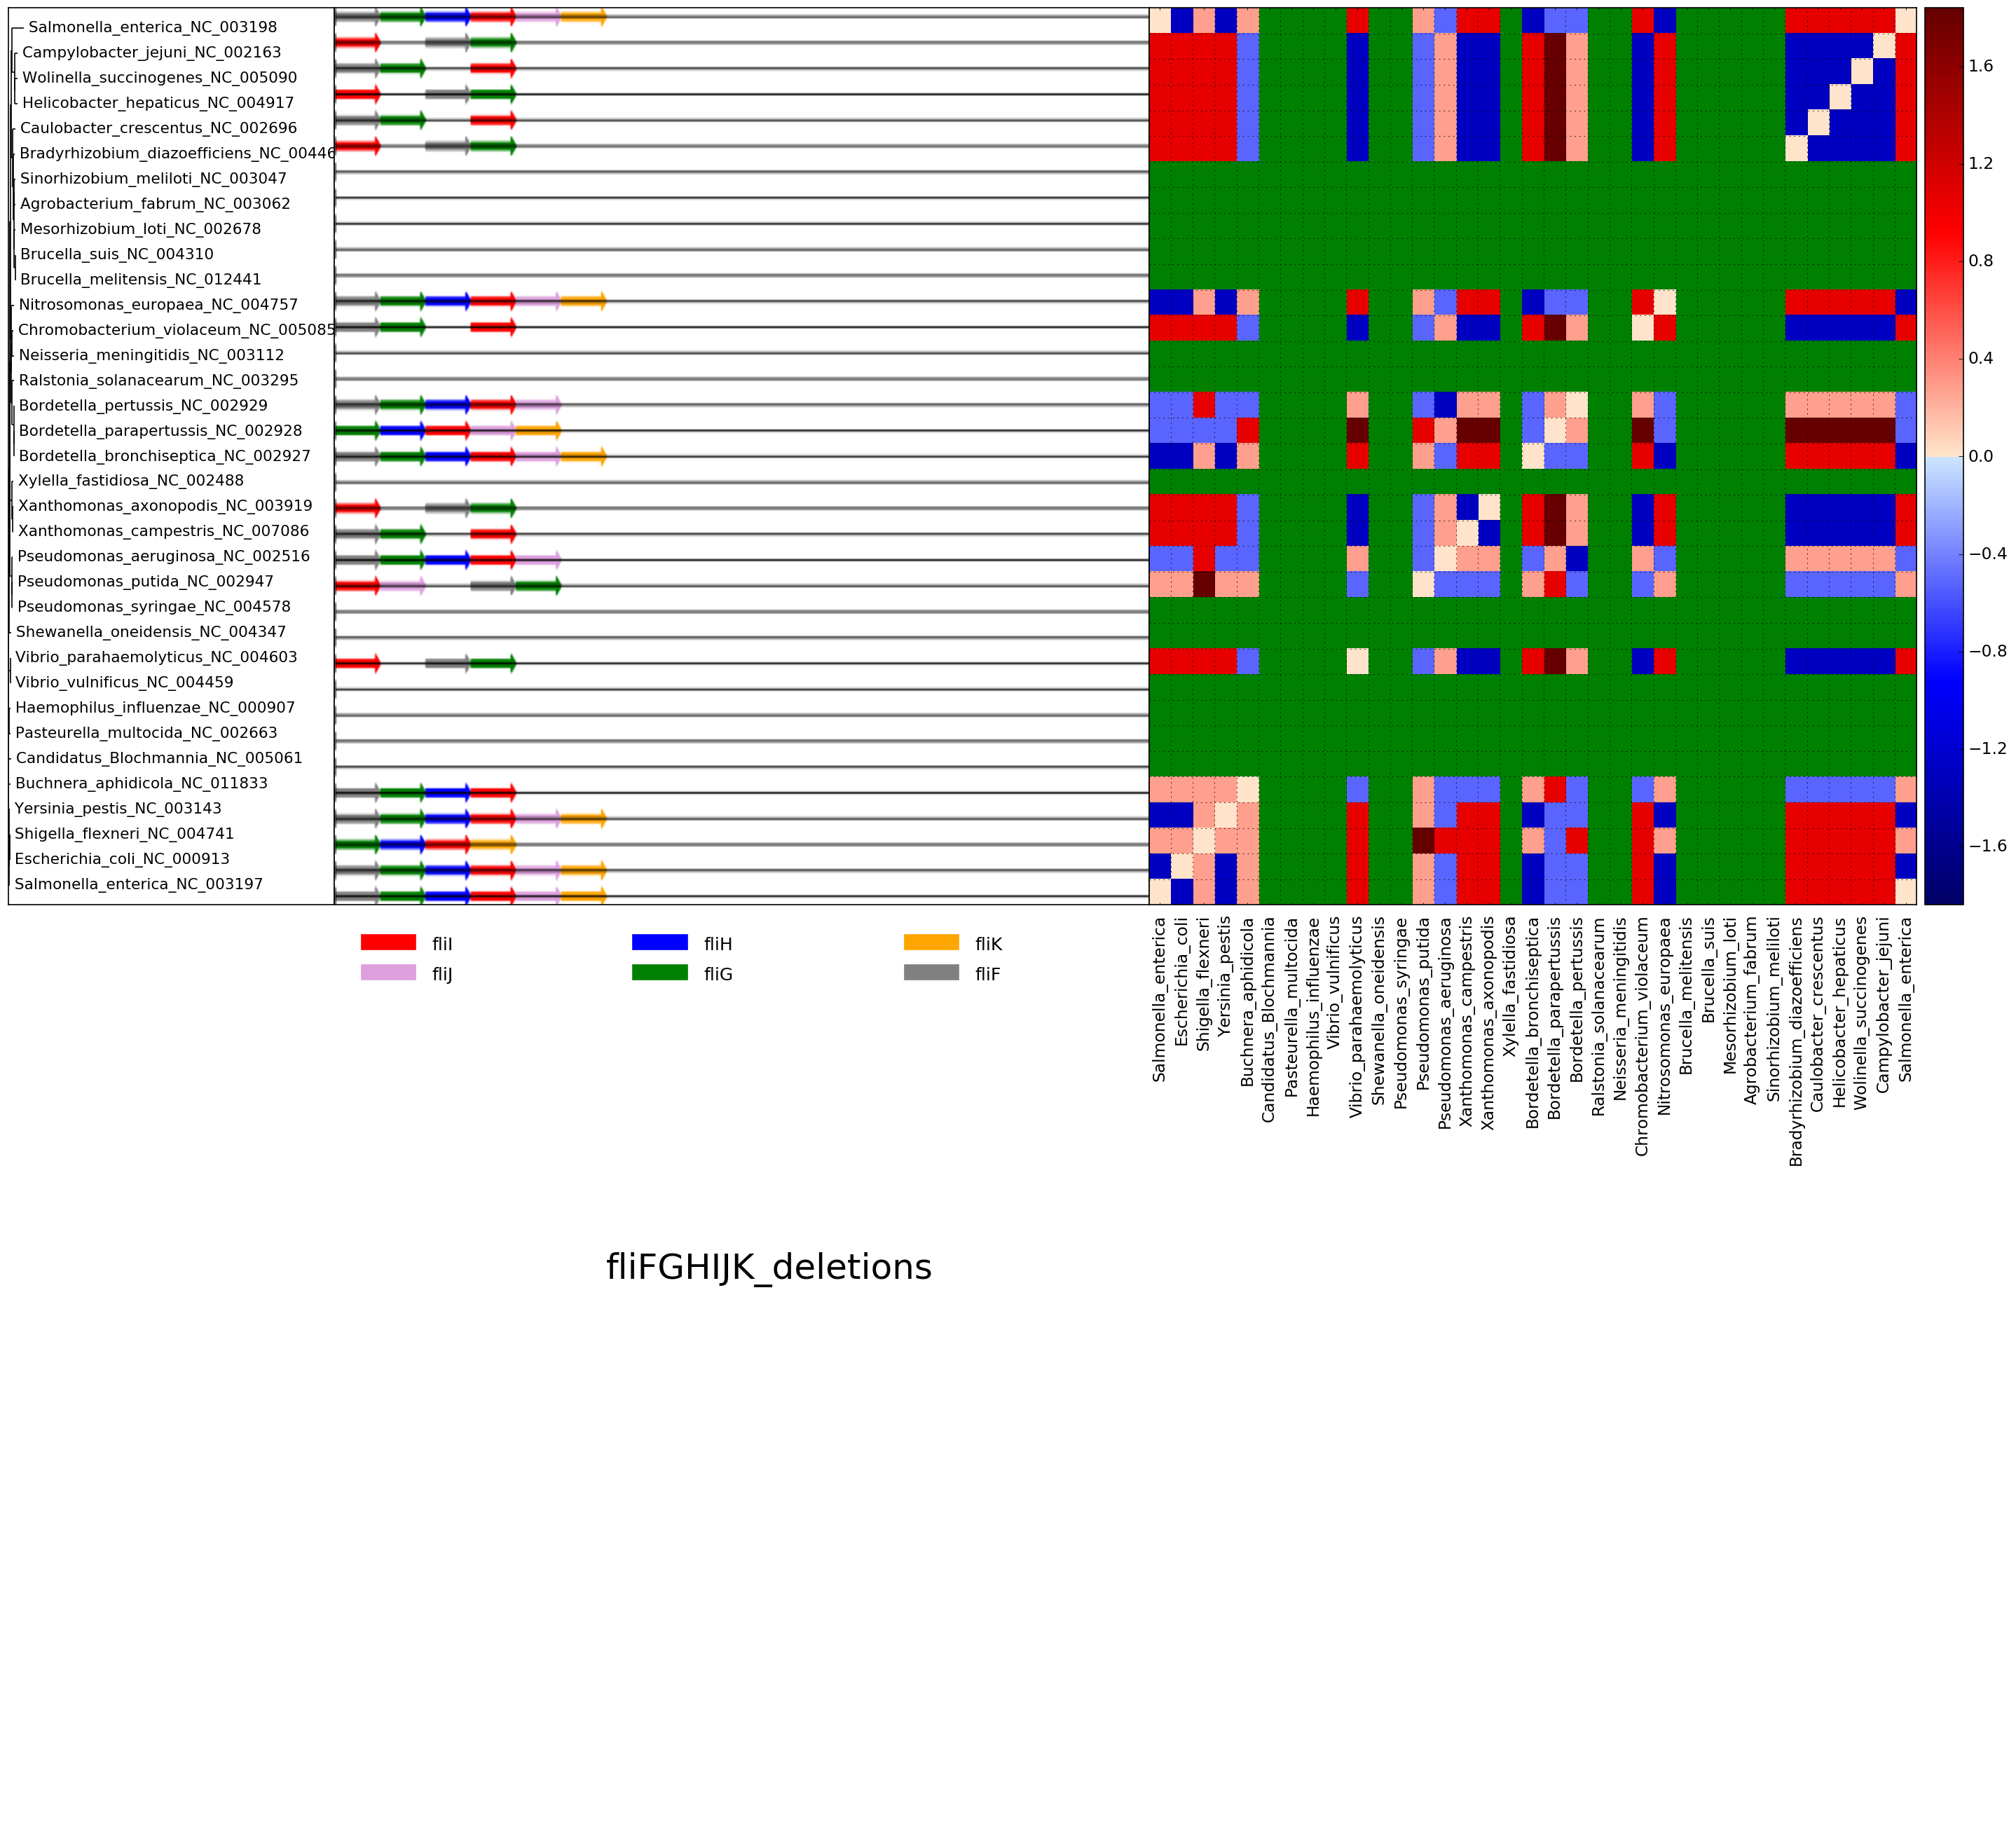 Salmonella_enterica_NC_003198
Campylobacter_jejuni_NC_002163
Wolinella_succinogenes_NC_005090
Helicobacter_hepaticus_NC_004917
Caulobacter_crescentus_NC_002696
Bradyrhizobium_diazoefficiens_NC_00446
Sinorhizobium_meliloti_NC_003047
Agrobacterium_fabrum_NC_003062
Mesorhizobium_loti_NC_002678
Brucella_suis_NC_004310
Brucella_melitensis_NC_012441
Nitrosomonas_europaea_NC_004757
Chromobacterium_violaceum_NC_005085
Neisseria_meningitidis_NC_003112
Ralstonia_solanacearum_NC_003295
Bordetella_pertussis_NC_002929
Bordetella_parapertussis_NC_002928
Bordetella_bronchiseptica_NC_002927
Xylella_fastidiosa_NC_002488
Xanthomonas_axonopodis_NC_003919
Xanthomonas_campestris_NC_007086
Pseudomonas_aeruginosa_NC_002516
Pseudomonas_putida_NC_002947
Pseudomonas_syringae_NC_004578
Shewanella_oneidensis_NC_004347
Vibrio_parahaemolyticus_NC_004603
Vibrio_vulnificus_NC_004459
Haemophilus_influenzae_NC_000907
Pasteurella_multocida_NC_002663
Candidatus_Blochmannia_NC_005061
Buchnera_aphidicola_NC_011833
Yersinia_pestis_NC_003143
Shigella_flexneri_NC_004741
Escherichia_coli_NC_000913
Salmonella_enterica_NC_003197
1.6
1.2
0.8
0.4
0.0
−0.4
−0.8
−1.2
−1.6
Salmonella_enterica
Escherichia_coli
Shigella_flexneri
Yersinia_pestis
Buchnera_aphidicola
Candidatus_Blochmannia
Pasteurella_multocida
Haemophilus_influenzae
Vibrio_vulnificus
Vibrio_parahaemolyticus
Shewanella_oneidensis
Pseudomonas_syringae
Pseudomonas_putida
Pseudomonas_aeruginosa
Xanthomonas_campestris
Xanthomonas_axonopodis
Xylella_fastidiosa
Bordetella_bronchiseptica
Bordetella_parapertussis
Bordetella_pertussis
Ralstonia_solanacearum
Neisseria_meningitidis
Chromobacterium_violaceum
Nitrosomonas_europaea
Brucella_melitensis
Brucella_suis
Mesorhizobium_loti
Agrobacterium_fabrum
Sinorhizobium_meliloti
Bradyrhizobium_diazoefficiens
Caulobacter_crescentus
Helicobacter_hepaticus
Wolinella_succinogenes
Campylobacter_jejuni
Salmonella_enterica
fliI fliH fliK
fliJ fliG fliF
fliFGHIJK_deletions